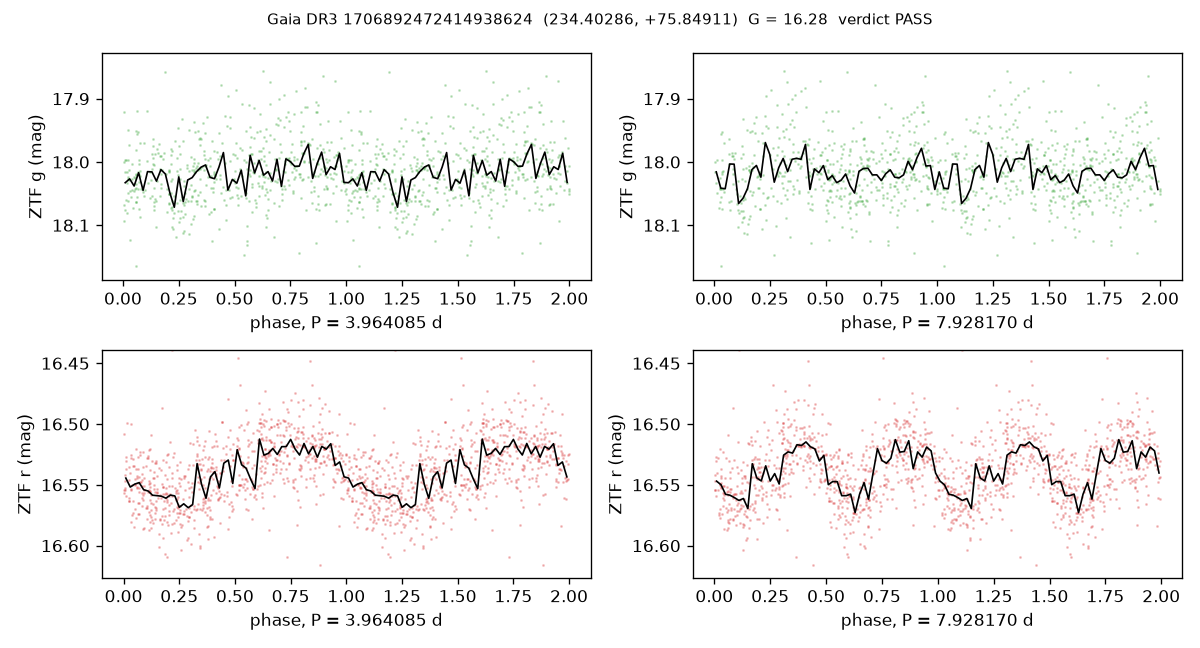 Gaia DR3 1706892472414938624 (234.40286, +75.84911) G = 16.28 verdict PASS
ZTF g (mag)
17.9
18.0
18.1
0.00 0.25 0.50 0.75 1.00 1.25 1.50 1.75 2.00
phase, P = 3.964085 d
ZTF g (mag)
17.9
18.0
18.1
0.00 0.25 0.50 0.75 1.00 1.25 1.50 1.75 2.00
phase, P = 7.928170 d
ZTF r (mag)
16.45
16.50
16.55
16.60
0.00 0.25 0.50 0.75 1.00 1.25 1.50 1.75 2.00
phase, P = 3.964085 d
ZTF r (mag)
16.45
16.50
16.55
16.60
0.00 0.25 0.50 0.75 1.00 1.25 1.50 1.75 2.00
phase, P = 7.928170 d